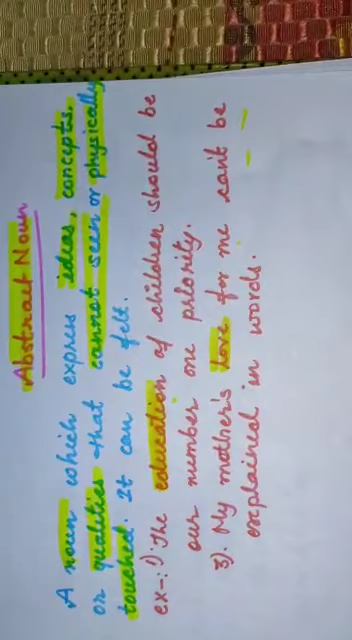 Abstract Noun
A noun which express ideas, concepts,
or qualities that cannot seen or physically
touched. It can be felt.
ex-: 1). The education of children should be
our number one priority.
3). My mother's love for me can't be
explained in words.